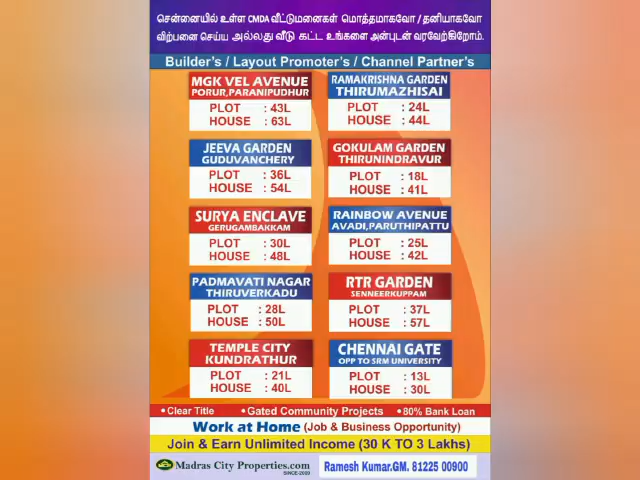 சென்னையில் உள்ள CMDA வீட்டுமனைகள் மொத்தமாகவோ / தனியாகவோ
விற்பனை செய்ய அல்லது வீடு கட்ட உங்களை அன்புடன் வரவேற்கிறோம்.
Builder's / Layout Promoter's / Channel Partner's
MGK VEL AVENUE
PORUR,PARANIPUDHUR
PLOT : 43L
HOUSE : 63L
RAMAKRISHNA GARDEN
THIRUMAZHISAI
PLOT : 24L
HOUSE : 44L
JEEVA GARDEN
GUDUVANCHERY
PLOT : 36L
HOUSE : 54L
GOKULAM GARDEN
THIRUNINDRAVUR
PLOT : 18L
HOUSE : 41L
SURYA ENCLAVE
GERUGAMBAKKAM
PLOT : 30L
HOUSE : 48L
RAINBOW AVENUE
AVADI,PARUTHIPATTU
PLOT : 25L
HOUSE : 42L
PADMAVATI NAGAR
THIRUVERKADU
PLOT : 28L
HOUSE : 50L
RTR GARDEN
SENNEERKUPPAM
PLOT : 37L
HOUSE : 57L
TEMPLE CITY
KUNDRATHUR
PLOT : 21L
HOUSE : 40L
CHENNAI GATE
OPP TO SRM UNIVERSITY
PLOT : 13L
HOUSE : 30L
•Clear Title •Gated Community Projects •80% Bank Loan
Work at Home (Job & Business Opportunity)
Join & Earn Unlimited Income (30 K TO 3 Lakhs)
Madras City Properties.com
SINCE-2009
Ramesh Kumar.GM. 81225 00900